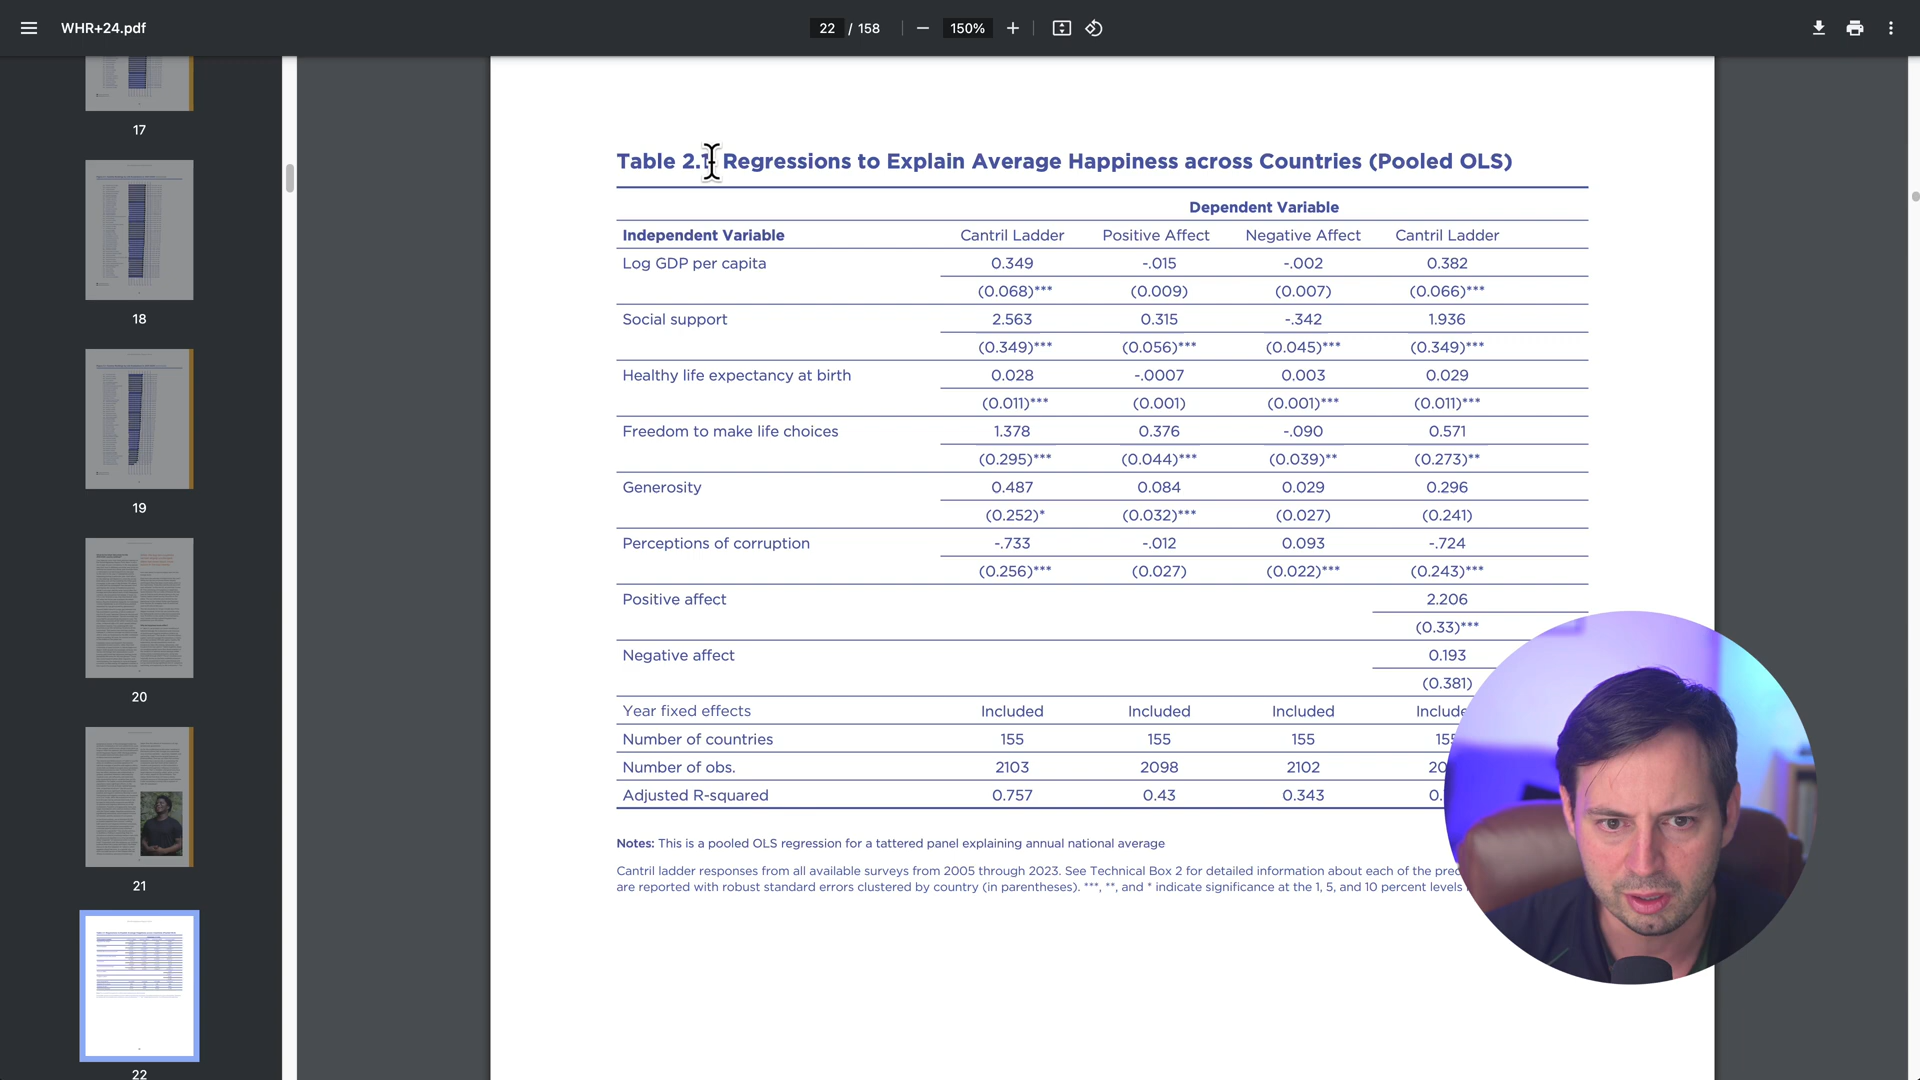 WHR+24.pdf
22 / 158
150%
17
18
19
20
21
22
Table 2.1: Regressions to Explain Average Happiness across Countries (Pooled OLS)
Dependent Variable
Independent Variable Cantril Ladder Positive Affect Negative Affect Cantril Ladder
Log GDP per capita 0.349 -.015 -.002 0.382
(0.068)*** (0.009) (0.007) (0.066)***
Social support 2.563 0.315 -.342 1.936
(0.349)*** (0.056)*** (0.045)*** (0.349)***
Healthy life expectancy at birth 0.028 -.0007 0.003 0.029
(0.011)*** (0.001) (0.001)*** (0.011)***
Freedom to make life choices 1.378 0.376 -.090 0.571
(0.295)*** (0.044)*** (0.039)** (0.273)**
Generosity 0.487 0.084 0.029 0.296
(0.252)* (0.032)*** (0.027) (0.241)
Perceptions of corruption -.733 -.012 0.093 -.724
(0.256)*** (0.027) (0.022)*** (0.243)***
Positive affect 2.206
(0.33)***
Negative affect 0.193
(0.381)
Year fixed effects Included Included Included Include
Number of countries 155 155 155 155
Number of obs. 2103 2098 2102 20
Adjusted R-squared 0.757 0.43 0.343 0.
Notes: This is a pooled OLS regression for a tattered panel explaining annual national average
Cantril ladder responses from all available surveys from 2005 through 2023. See Technical Box 2 for detailed information about each of the prec
are reported with robust standard errors clustered by country (in parentheses). ***, **, and * indicate significance at the 1, 5, and 10 percent levels